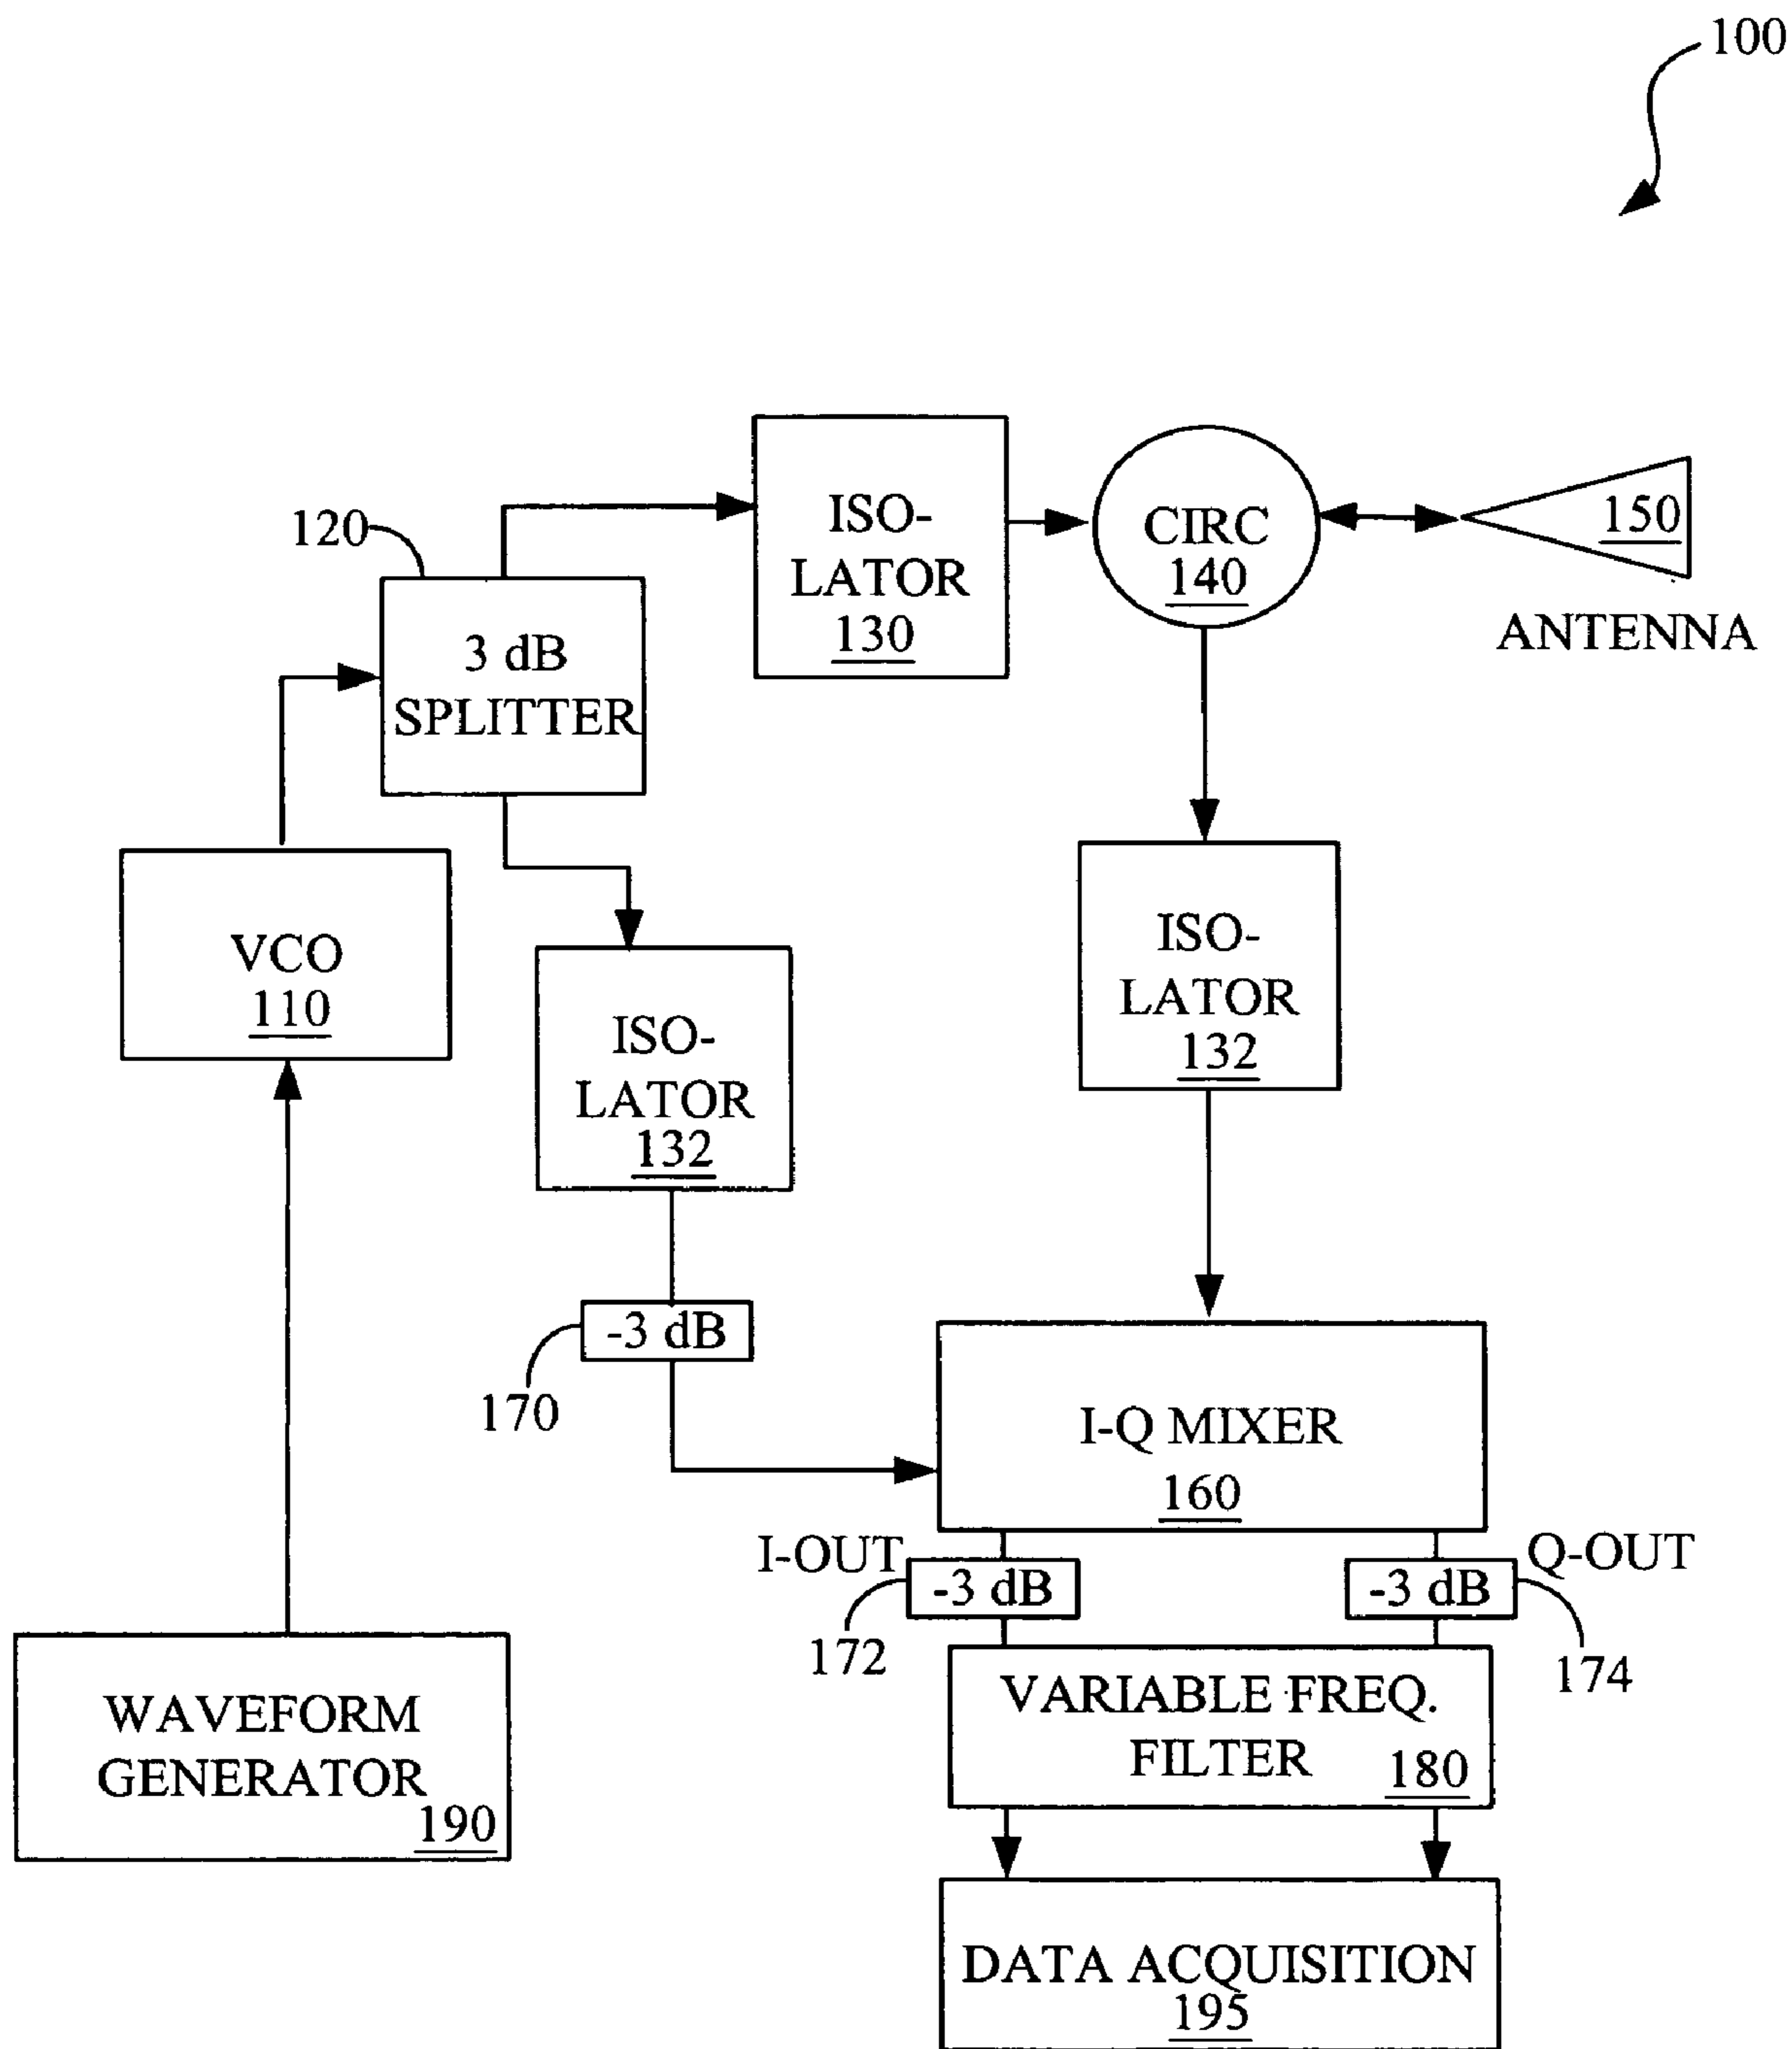 100
120
3 dB
SPLITTER
ISO-
LATOR
130
CIRC
140
150
ANTENNA
VCO
110
ISO-
LATOR
132
ISO-
LATOR
132
-3 dB
170
I-Q MIXER
160
I-OUT
-3 dB
172
Q-OUT
-3 dB
174
VARIABLE FREQ.
FILTER
180
WAVEFORM
GENERATOR
190
DATA ACQUISITION
195